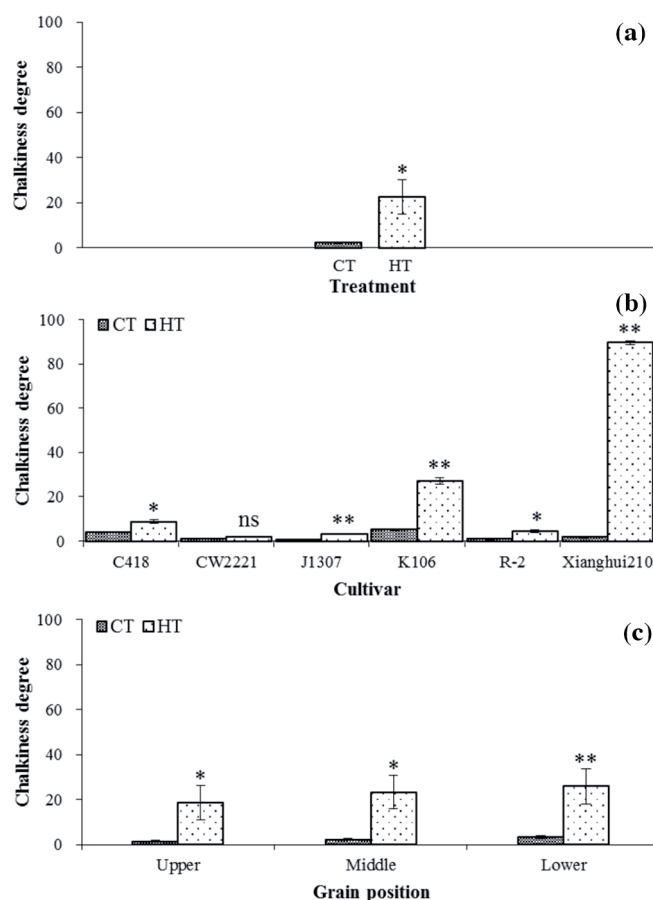 (a)
Chalkiness degree
100
80
60
40
20
0
*
CT HT
Treatment
(b)
CT HT
Chalkiness degree
100
80
60
40
20
0
* ns ** ** * **
C418 CW2221 J1307 K106 R-2 Xianghui210
Cultivar
(c)
CT HT
Chalkiness degree
100
80
60
40
20
0
* * **
Upper Middle Lower
Grain position